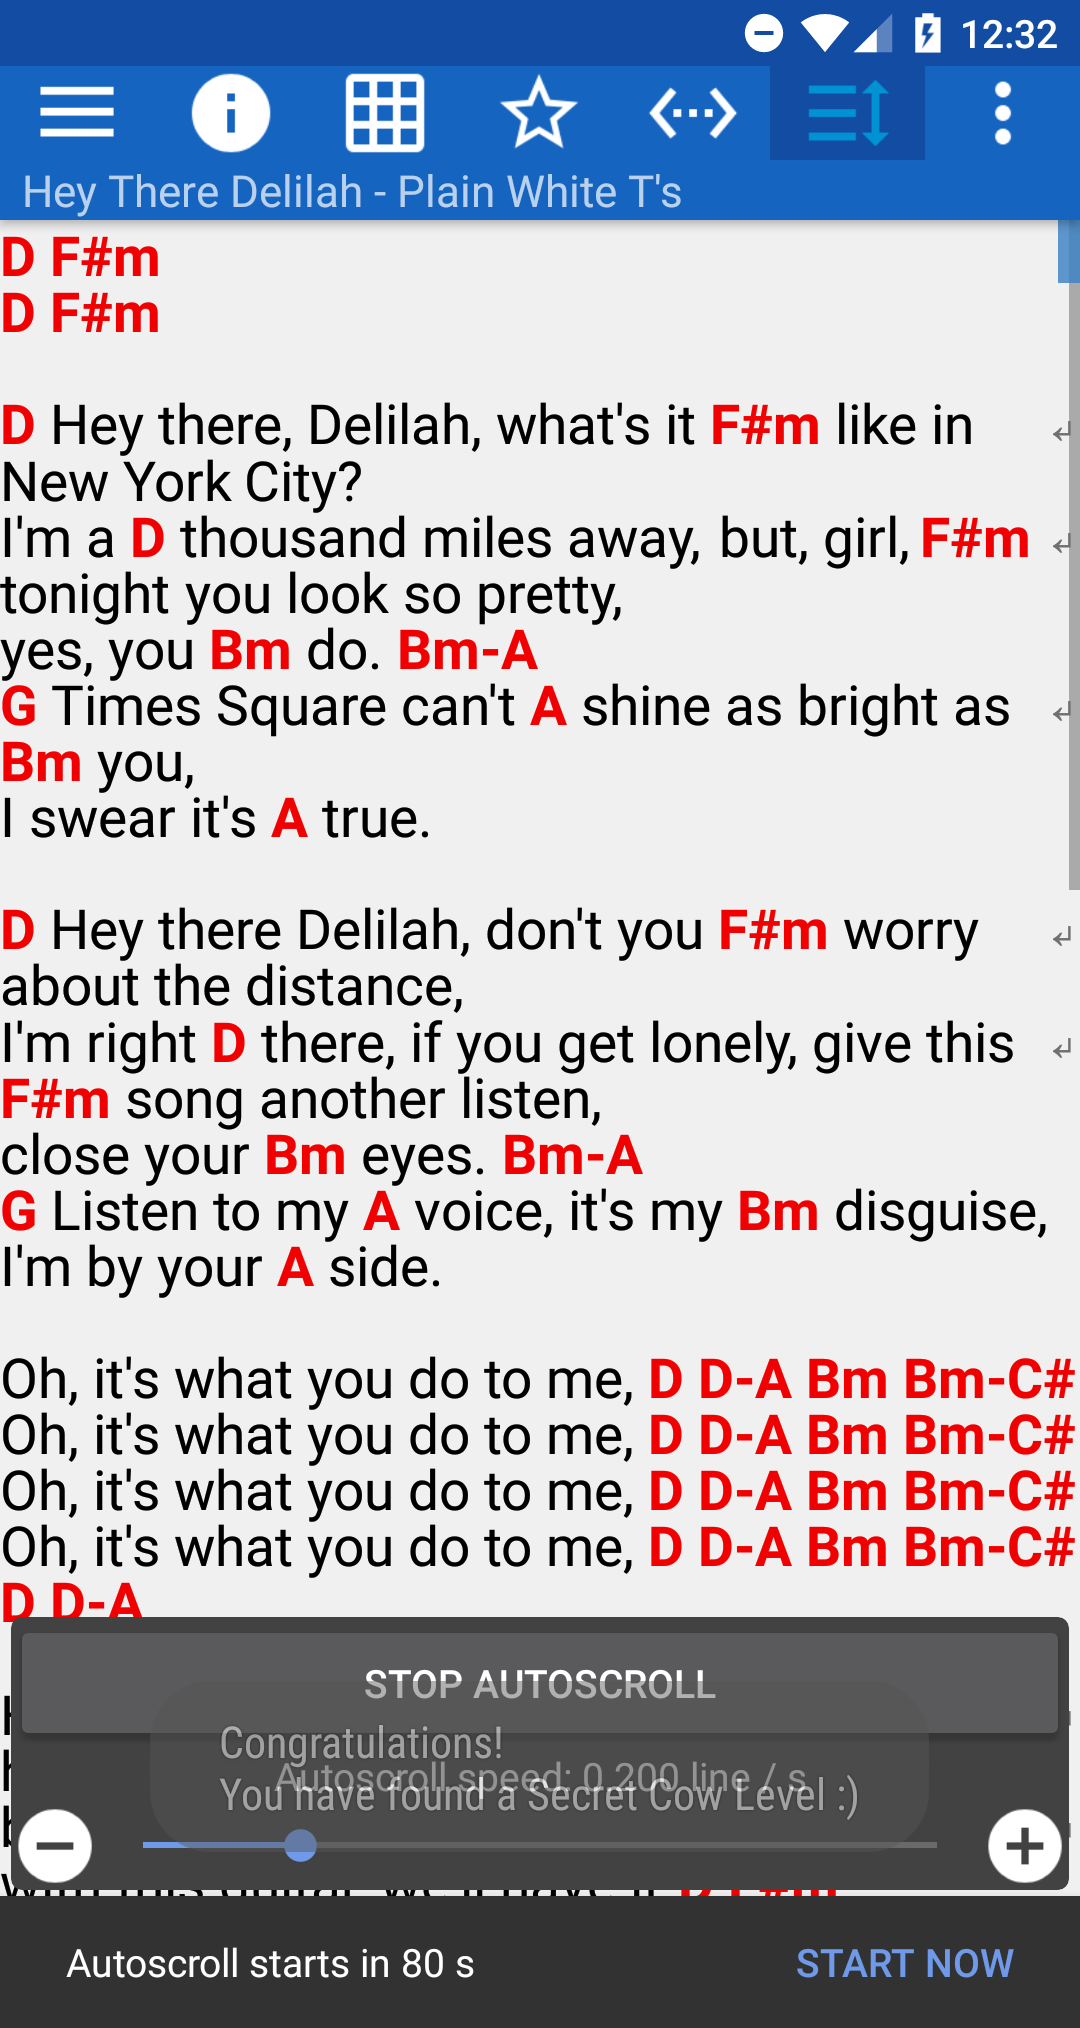 12:32
Hey There Delilah - Plain White T's
D F#m
D F#m
D Hey there, Delilah, what's it F#m like in
New York City?
I'm a D thousand miles away, but, girl, F#m
tonight you look so pretty,
yes, you Bm do. Bm-A
G Times Square can't A shine as bright as
Bm you,
I swear it's A true.
D Hey there Delilah, don't you F#m worry
about the distance,
I'm right D there, if you get lonely, give this
F#m song another listen,
close your Bm eyes. Bm-A
G Listen to my A voice, it's my Bm disguise,
I'm by your A side.
Oh, it's what you do to me, D D-A Bm Bm-C#
Oh, it's what you do to me, D D-A Bm Bm-C#
Oh, it's what you do to me, D D-A Bm Bm-C#
Oh, it's what you do to me, D D-A Bm Bm-C#
D D-A
STOP AUTOSCROLL
Congratulations!
Autoscroll speed: 0.200 line / s
You have found a Secret Cow Level :)
Autoscroll starts in 80 s
START NOW